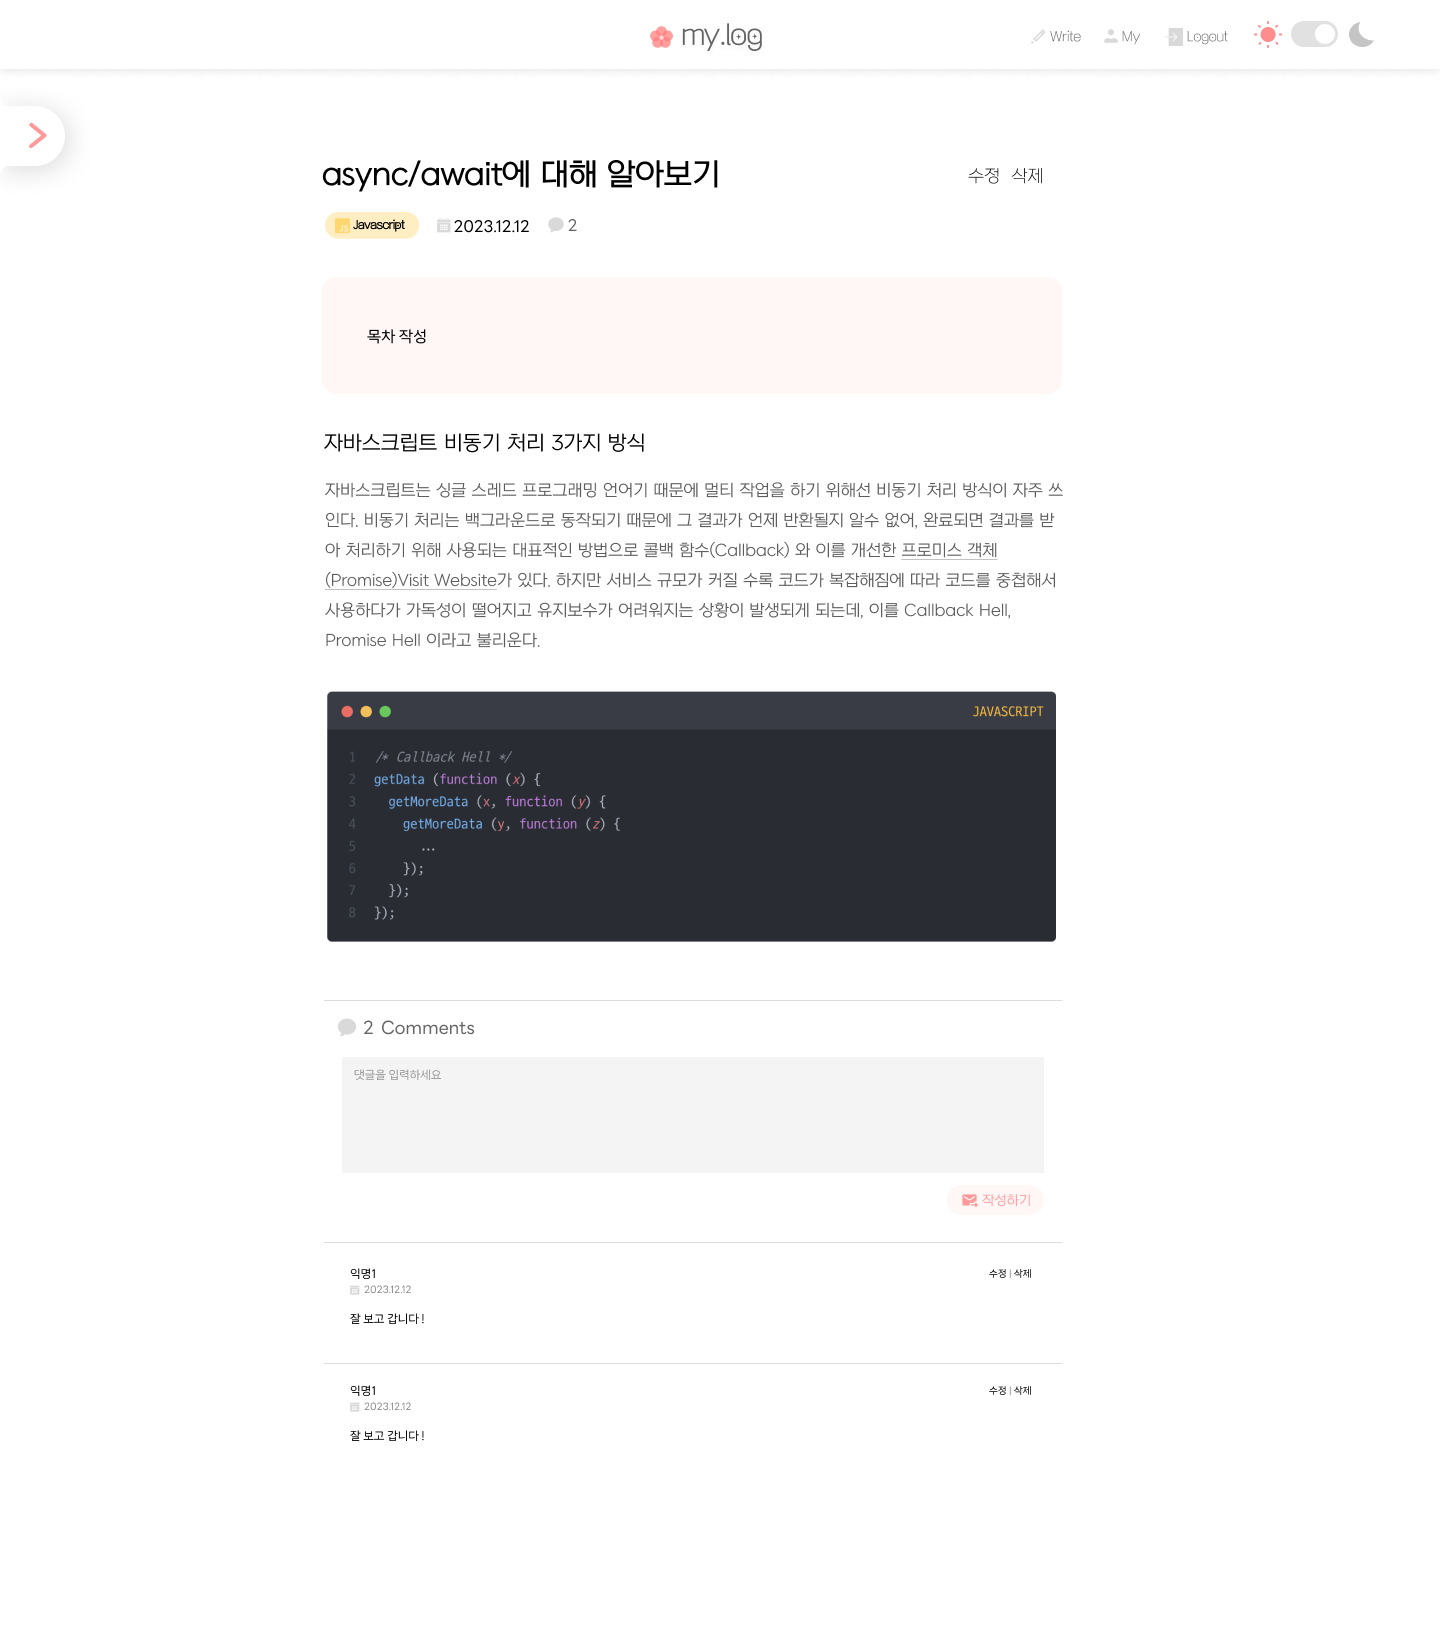 my.log
Write
My
Logout
async/await에 대해 알아보기
수정 삭제
JS Javascript
2023.12.12
2
목차 작성
자바스크립트 비동기 처리 3가지 방식
자바스크립트는 싱글 스레드 프로그래밍 언어기 때문에 멀티 작업을 하기 위해선 비동기 처리 방식이 자주 쓰
인다. 비동기 처리는 백그라운드로 동작되기 때문에 그 결과가 언제 반환될지 알수 없어, 완료되면 결과를 받
아 처리하기 위해 사용되는 대표적인 방법으로 콜백 함수(Callback) 와 이를 개선한 프로미스 객체
(Promise)Visit Website가 있다. 하지만 서비스 규모가 커질 수록 코드가 복잡해짐에 따라 코드를 중첩해서
사용하다가 가독성이 떨어지고 유지보수가 어려워지는 상황이 발생되게 되는데, 이를 Callback Hell,
Promise Hell 이라고 불리운다.
JAVASCRIPT
1 /* Callback Hell */
2 getData (function (x) {
3 getMoreData (x, function (y) {
4 getMoreData (y, function (z) {
5 ...
6 });
7 });
8 });
2 Comments
댓글을 입력하세요
작성하기
익명1
수정 | 삭제
2023.12.12
잘 보고 갑니다 !
익명1
수정 | 삭제
2023.12.12
잘 보고 갑니다 !